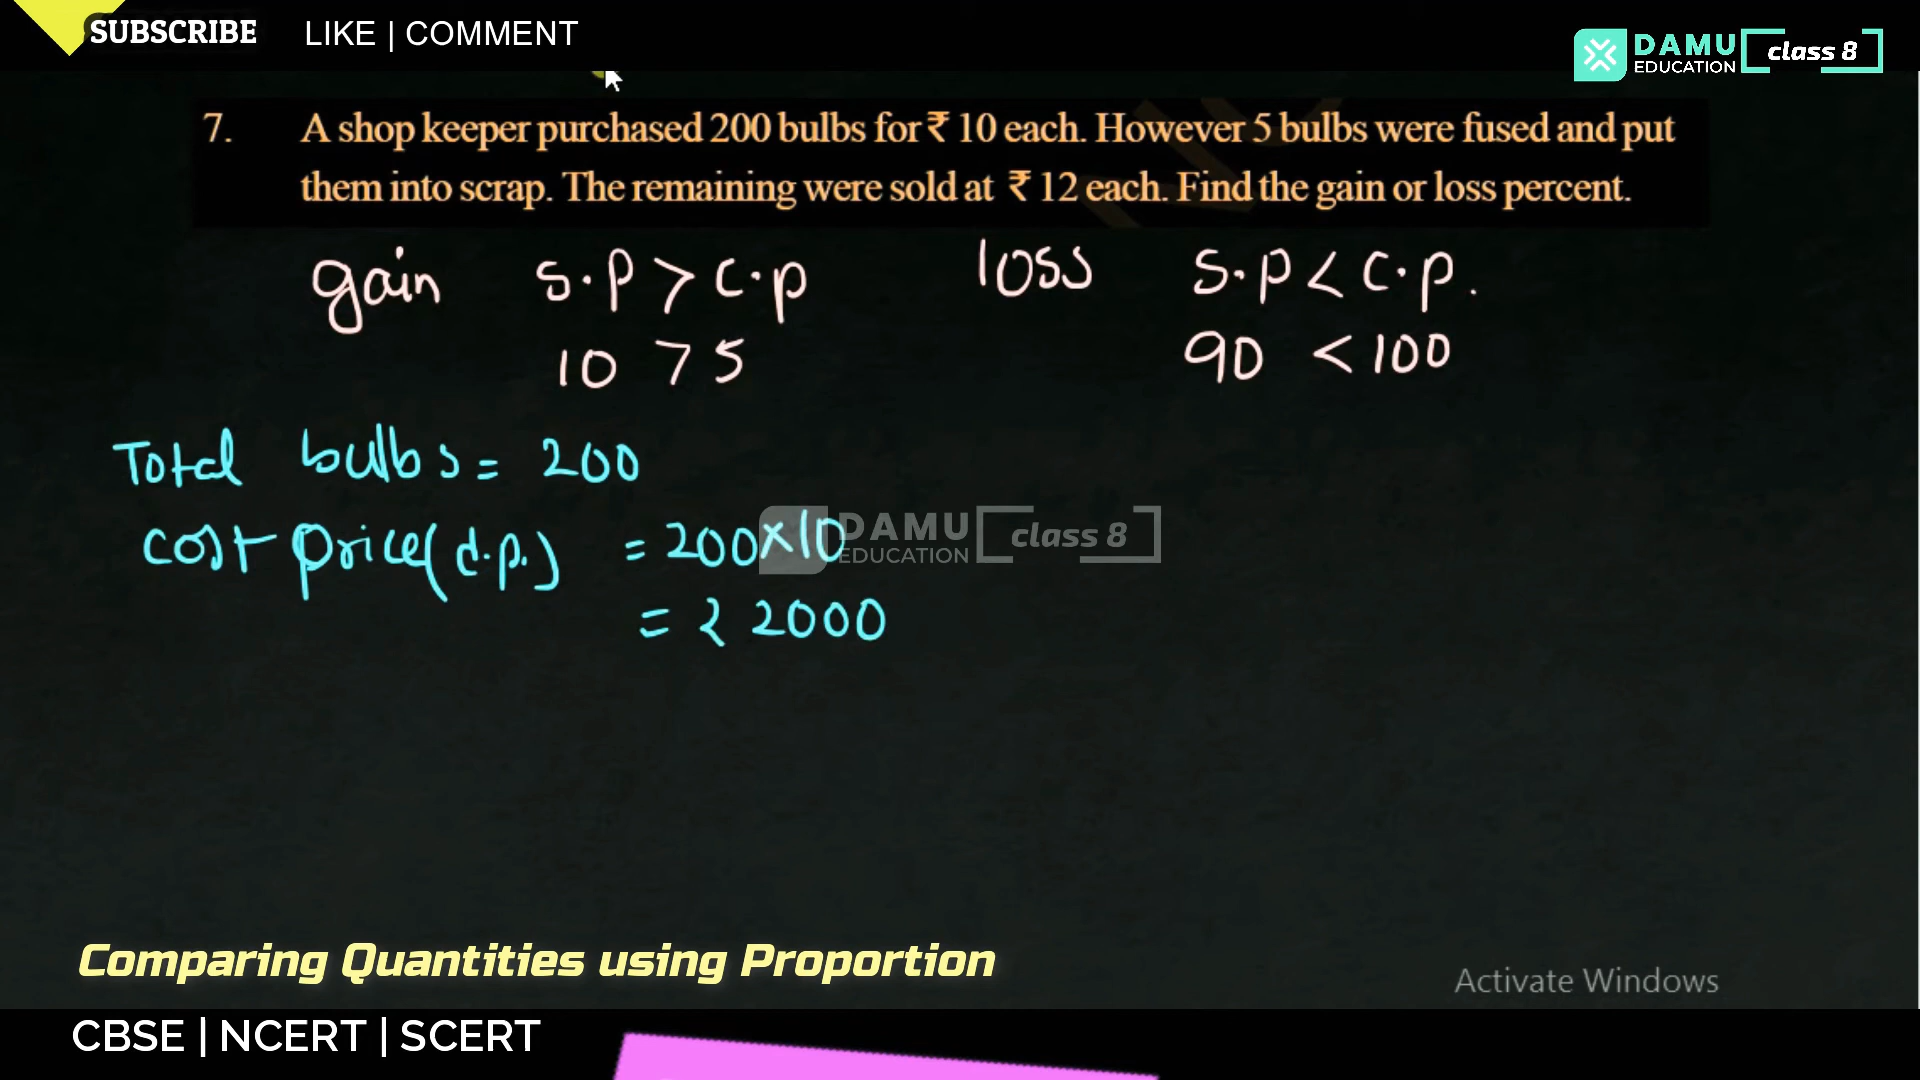 SUBSCRIBE LIKE | COMMENT
DAMU EDUCATION class 8
7. A shop keeper purchased 200 bulbs for ₹ 10 each. However 5 bulbs were fused and put
them into scrap. The remaining were sold at ₹ 12 each. Find the gain or loss percent.
gain s.p > c.p loss s.p < c.p.
10 > 5 90 < 100
Total bulbs = 200
cost price (c.p.) = 200×10
= ₹ 2000
DAMU EDUCATION class 8
Comparing Quantities using Proportion
Activate Windows
CBSE | NCERT | SCERT